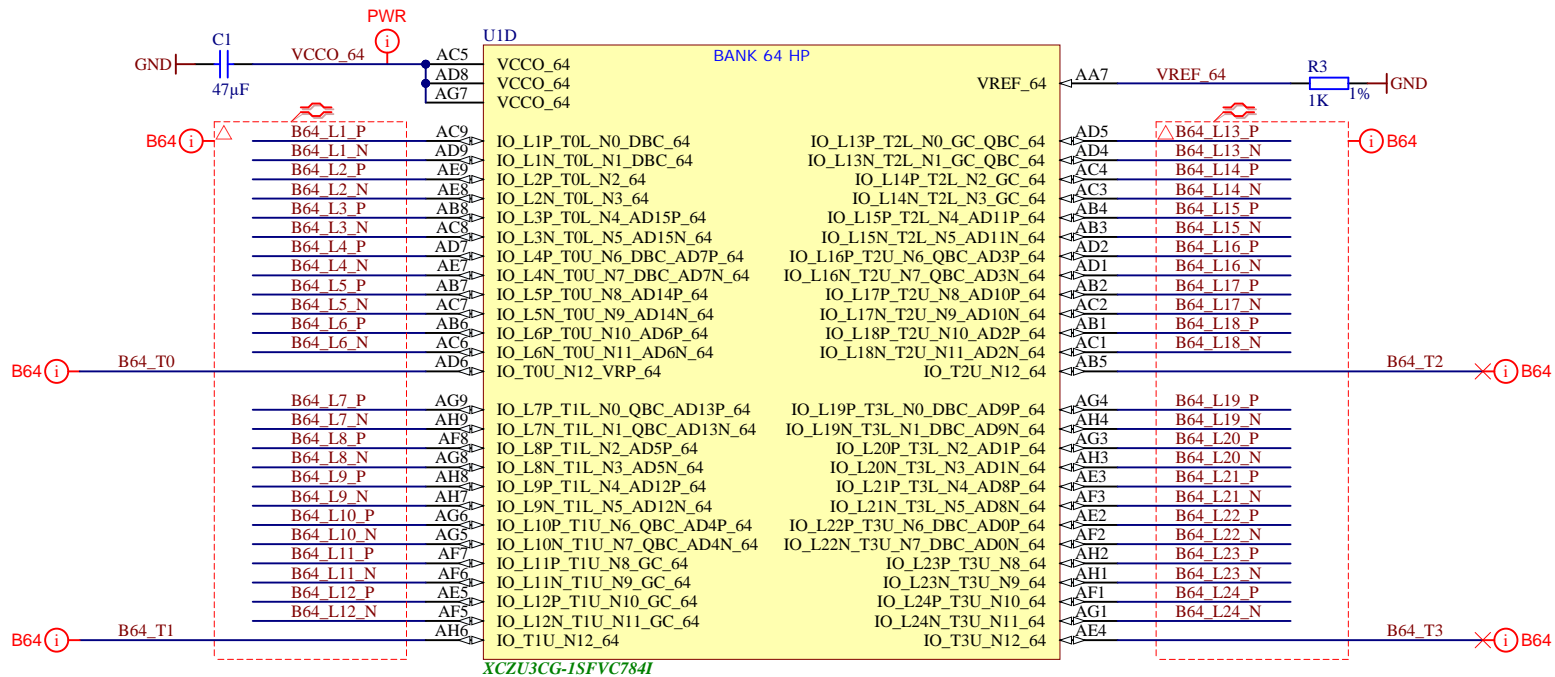 PWR
C1
U1D
GND
VCCO_64
AC5
VCCO_64
BANK 64 HP
AD8
VCCO_64
VREF_64
AA7
VREF_64
R3
GND
47µF
AG7
VCCO_64
1K
1%
B64
B64_L1_P AC9 IO_L1P_T0L_N0_DBC_64 IO_L13P_T2L_N0_GC_QBC_64 AD5 B64_L13_P
B64
B64_L1_N AD9 IO_L1N_T0L_N1_DBC_64 IO_L13N_T2L_N1_GC_QBC_64 AD4 B64_L13_N
B64_L2_P AE9 IO_L2P_T0L_N2_64 IO_L14P_T2L_N2_GC_64 AC4 B64_L14_P
B64_L2_N AE8 IO_L2N_T0L_N3_64 IO_L14N_T2L_N3_GC_64 AC3 B64_L14_N
B64_L3_P AB8 IO_L3P_T0L_N4_AD15P_64 IO_L15P_T2L_N4_AD11P_64 AB4 B64_L15_P
B64_L3_N AC8 IO_L3N_T0L_N5_AD15N_64 IO_L15N_T2L_N5_AD11N_64 AB3 B64_L15_N
B64_L4_P AD7 IO_L4P_T0U_N6_DBC_AD7P_64 IO_L16P_T2U_N6_QBC_AD3P_64 AD2 B64_L16_P
B64_L4_N AE7 IO_L4N_T0U_N7_DBC_AD7N_64 IO_L16N_T2U_N7_QBC_AD3N_64 AD1 B64_L16_N
B64_L5_P AB7 IO_L5P_T0U_N8_AD14P_64 IO_L17P_T2U_N8_AD10P_64 AB2 B64_L17_P
B64_L5_N AC7 IO_L5N_T0U_N9_AD14N_64 IO_L17N_T2U_N9_AD10N_64 AC2 B64_L17_N
B64_L6_P AB6 IO_L6P_T0U_N10_AD6P_64 IO_L18P_T2U_N10_AD2P_64 AB1 B64_L18_P
B64_L6_N AC6 IO_L6N_T0U_N11_AD6N_64 IO_L18N_T2U_N11_AD2N_64 AC1 B64_L18_N
B64 B64_T0 AD6 IO_T0U_N12_VRP_64 IO_T2U_N12_64 AB5 B64_T2 B64
B64_L7_P AG9 IO_L7P_T1L_N0_QBC_AD13P_64 IO_L19P_T3L_N0_DBC_AD9P_64 AG4 B64_L19_P
B64_L7_N AH9 IO_L7N_T1L_N1_QBC_AD13N_64 IO_L19N_T3L_N1_DBC_AD9N_64 AH4 B64_L19_N
B64_L8_P AF8 IO_L8P_T1L_N2_AD5P_64 IO_L20P_T3L_N2_AD1P_64 AG3 B64_L20_P
B64_L8_N AG8 IO_L8N_T1L_N3_AD5N_64 IO_L20N_T3L_N3_AD1N_64 AH3 B64_L20_N
B64_L9_P AH8 IO_L9P_T1L_N4_AD12P_64 IO_L21P_T3L_N4_AD8P_64 AE3 B64_L21_P
B64_L9_N AH7 IO_L9N_T1L_N5_AD12N_64 IO_L21N_T3L_N5_AD8N_64 AF3 B64_L21_N
B64_L10_P AG6 IO_L10P_T1U_N6_QBC_AD4P_64 IO_L22P_T3U_N6_DBC_AD0P_64 AE2 B64_L22_P
B64_L10_N AG5 IO_L10N_T1U_N7_QBC_AD4N_64 IO_L22N_T3U_N7_DBC_AD0N_64 AF2 B64_L22_N
B64_L11_P AF7 IO_L11P_T1U_N8_GC_64 IO_L23P_T3U_N8_64 AH2 B64_L23_P
B64_L11_N AF6 IO_L11N_T1U_N9_GC_64 IO_L23N_T3U_N9_64 AH1 B64_L23_N
B64_L12_P AE5 IO_L12P_T1U_N10_GC_64 IO_L24P_T3U_N10_64 AF1 B64_L24_P
B64_L12_N AF5 IO_L12N_T1U_N11_GC_64 IO_L24N_T3U_N11_64 AG1 B64_L24_N
B64 B64_T1 AH6 IO_T1U_N12_64 IO_T3U_N12_64 AE4 B64_T3 B64
XCZU3CG-1SFVC784I